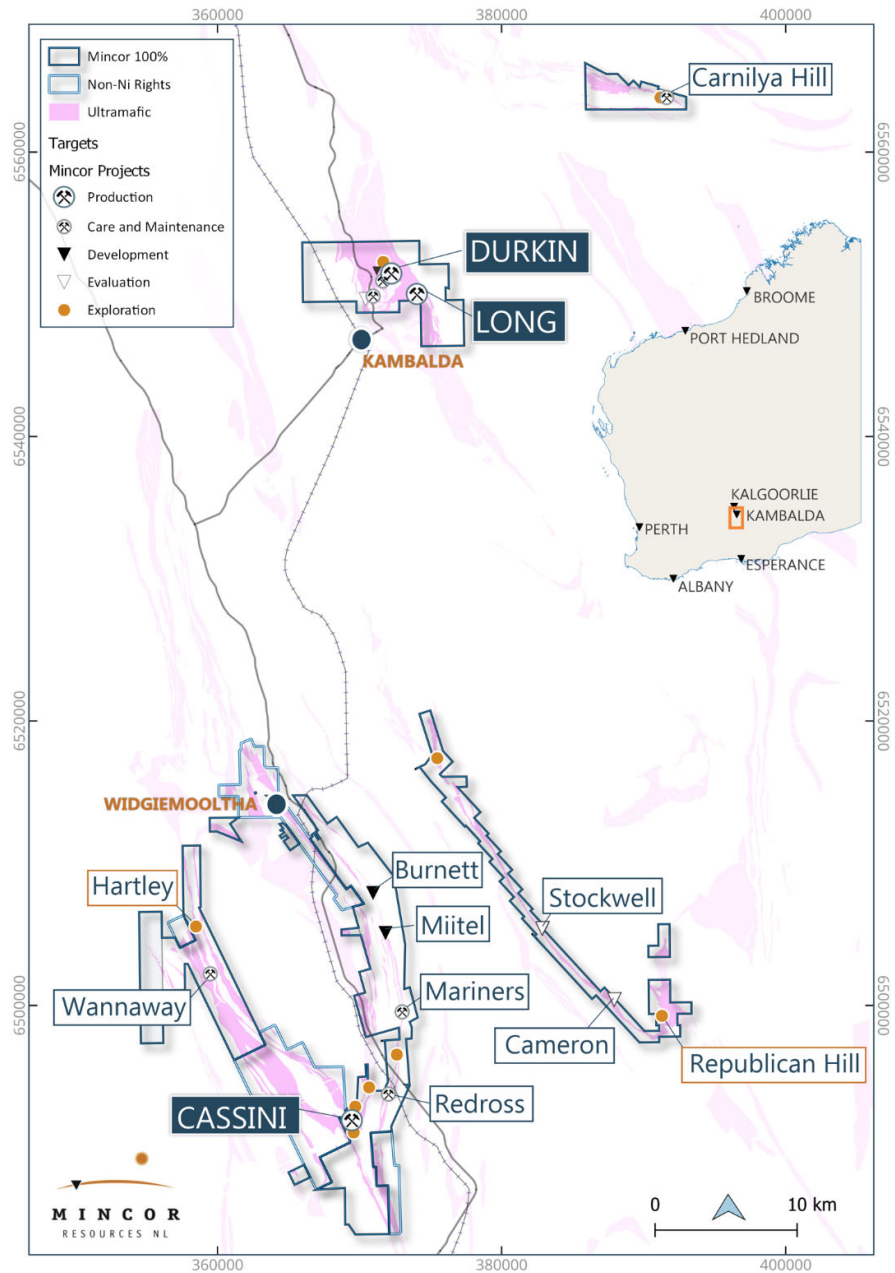 360000
380000
400000
Mincor 100%
Non-Ni Rights
Ultramafic
Targets
Mincor Projects
Production
Care and Maintenance
Development
Evaluation
Exploration
Carnilya Hill
6560000
6560000
DURKIN
LONG
KAMBALDA
BROOME
PORT HEDLAND
KALGOORLIE
KAMBALDA
PERTH
ESPERANCE
ALBANY
6540000
6540000
6520000
6520000
WIDGIEMOOLTHA
Burnett
Hartley
Stockwell
Miitel
Wannaway
Mariners
6500000
6500000
Cameron
Republican Hill
Redross
CASSINI
MINCOR
RESOURCES NL
0 10 km
360000
380000
400000